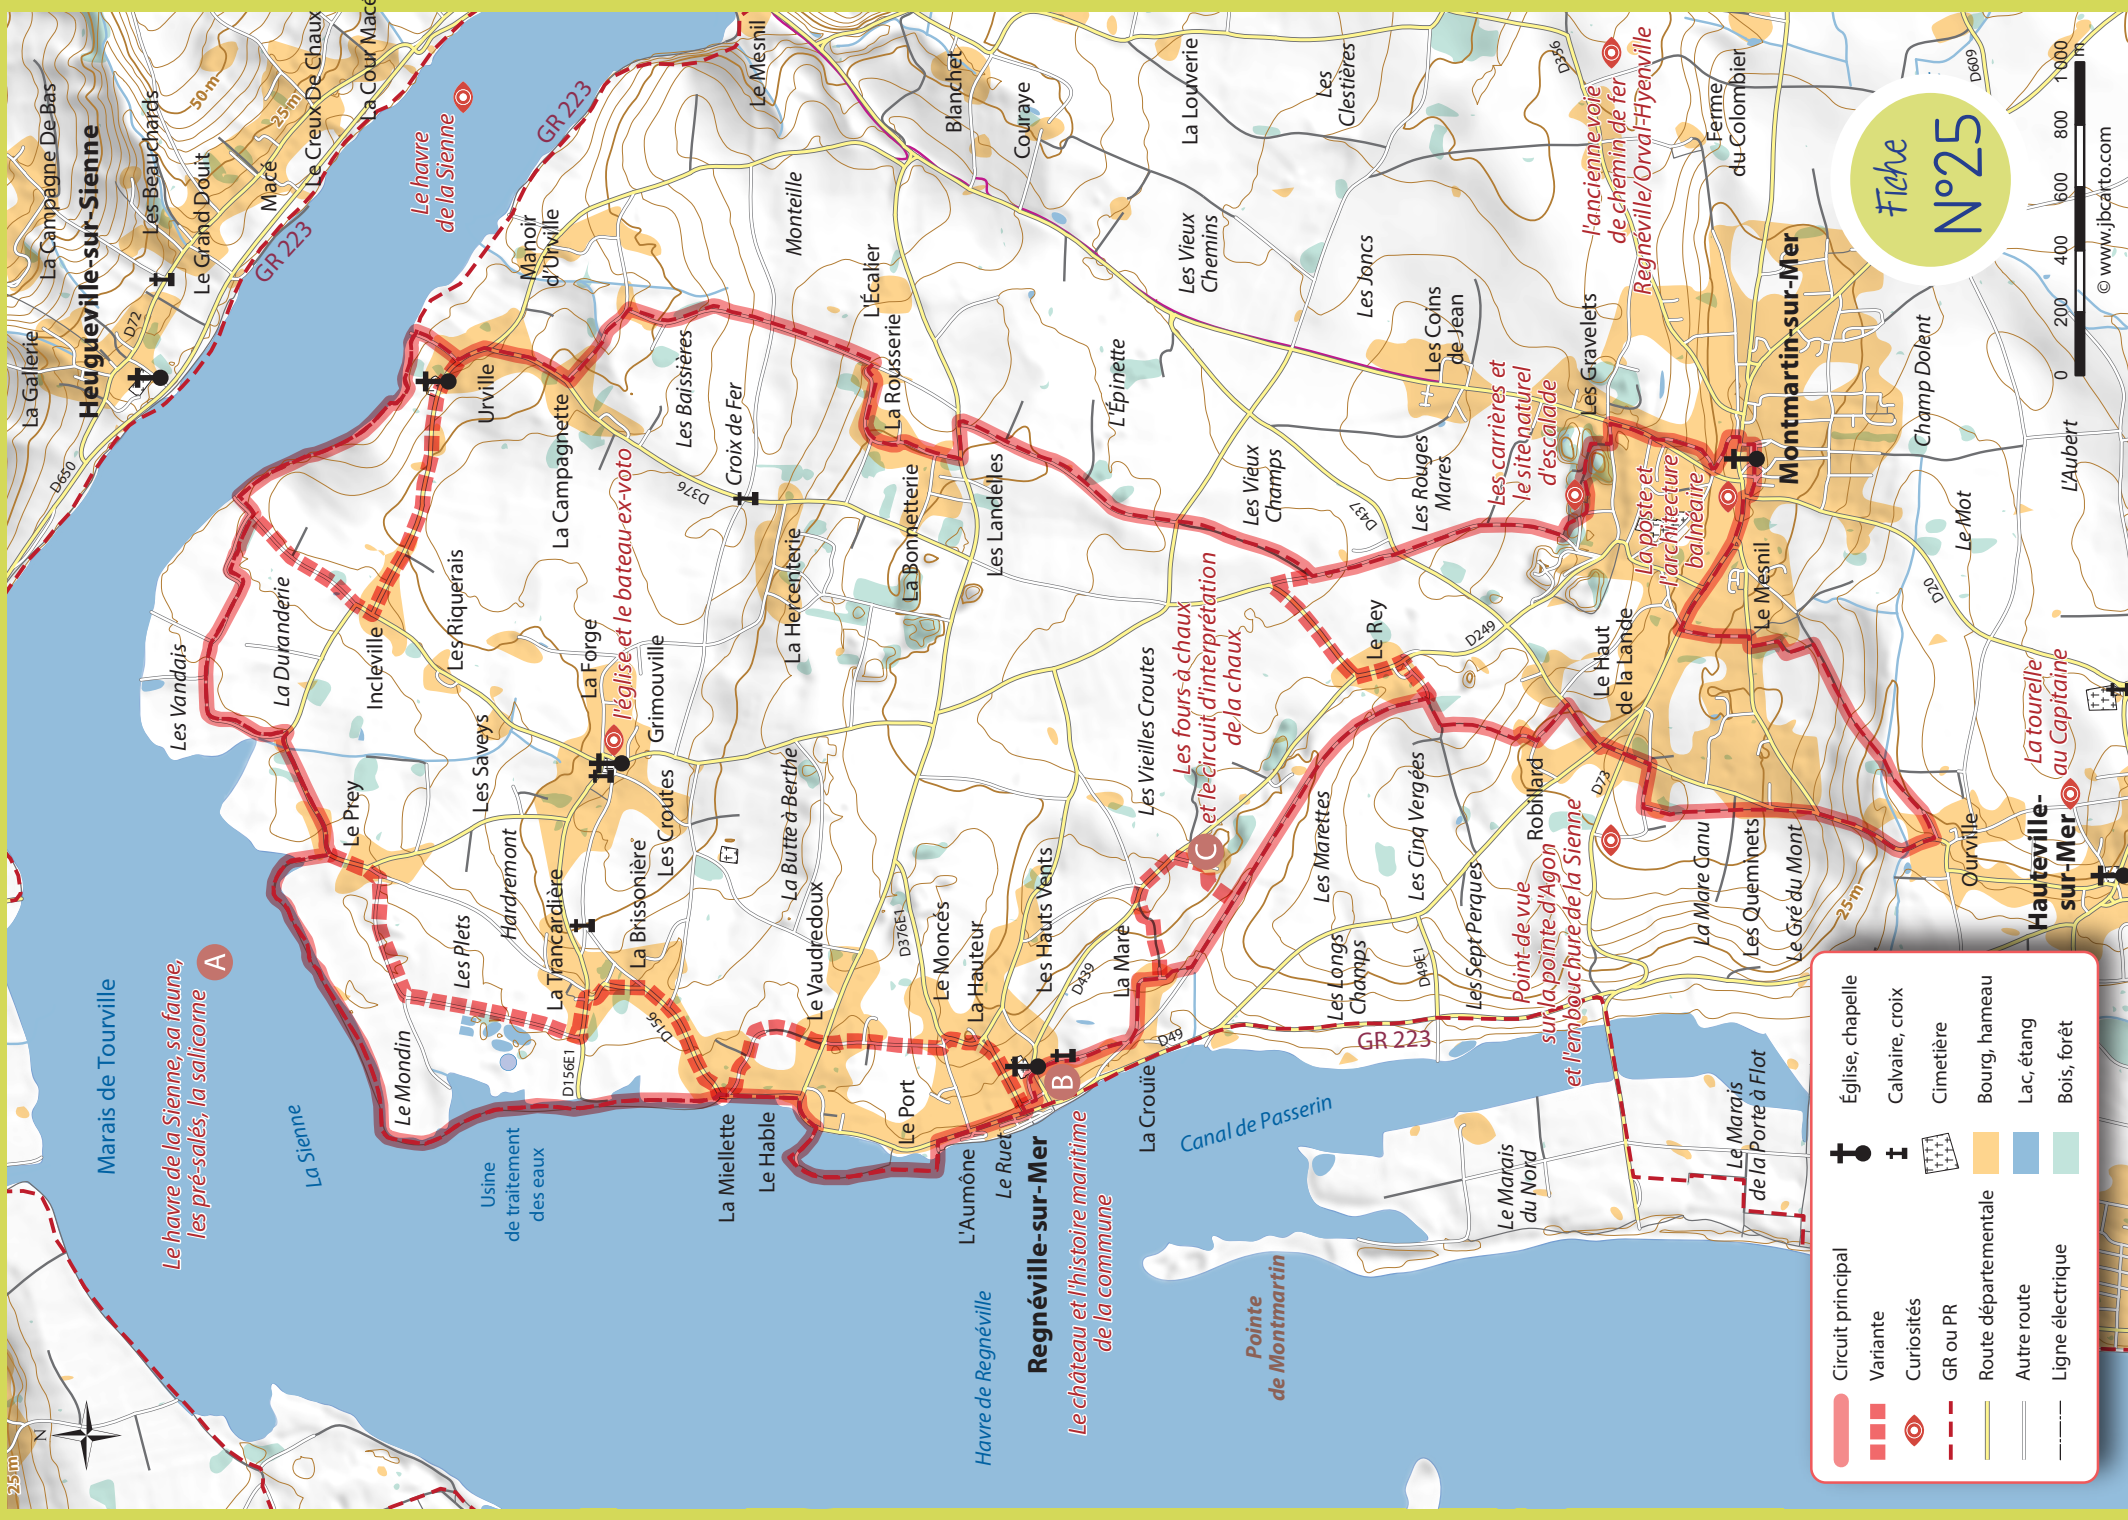 La Campagne De Bas
50 m
Le Creux De Chaux
La Cour Macé
Les Beauchards
25 m
Macé
Heugueville-sur-Sienne
Le Grand Douit
GR 223
La Gallerie
D72
D650
Le havre
de la Sienne
GR 223
Le Mesnil
Manoir
d'Urville
Monteille
Blanchet
Couraye
La Louverie
Les
Clestières
D356
l'ancienne voie
de chemin de fer
Regnéville/Orval-Hyenville
Ferme
du Colombier
D609
Fiche
N°25
0 200 400 600 800 1 000 m
© www.jbcarto.com
Urville
La Campagnette
Les Baissières
Croix de Fer
D376
L'Écalier
La Rousserie
La Bonnetterie
Les Landelles
L'Épinette
Les Vieux
Chemins
Les Joncs
Les Coins
de Jean
Les Vieux
Champs
D437
Les Rouges
Mares
Les carrières et
le site naturel
d'escalade
Les Gravelets
La poste et
l'architecture
balnéaire
Montmartin-sur-Mer
Champ Dolent
L'Aubert
Le Mot
D20
Le Mesnil
Les Vandais
La Duranderie
Incleville
Les Riquerais
La Forge
l'église et le bateau ex-voto
Grimouville
La Hercenterie
Les Saveys
Le Prey
Hardremont
Les Croutes
La Butte à Berthe
La Brissonière
La Trancardière
Les Plets
D156
D156E1
Le Mondin
Le Vaudredoux
D376E1
Le Moncés
La Hauteur
Les Hauts Vents
D439
La Mare
Les Vieilles Croutes
Les fours à chaux
et le circuit d'interprétation
de la chaux
C
Le Rey
D249
Le Haut
de la Lande
Les Marettes
Les Cinq Vergées
Robillard
D73
Les Longs
Champs
D49E1
Les Sept Perques
Point de vue
sur la pointe d'Agon
et l'embouchure de la Sienne
La Mare Canu
Les Queminets
Le Gré du Mont
25 m
Ourville
La tourelle
au Capitaine
Hauteville-
sur-Mer
Marais de Tourville
Le havre de la Sienne, sa faune,
les pré-salés, la salicorne
A
La Sienne
Usine
de traitement
des eaux
La Miellette
Le Hable
Le Port
L'Aumône
Le Ruet
Regnéville-sur-Mer
B
Le château et l'histoire maritime
de la commune
La Crouïe
D49
GR 223
Canal de Passerin
Le Marais
du Nord
Le Marais
de la Porte à Flot
Havre de Regnéville
Pointe
de Montmartin
N
25 m
Circuit principal
Variante
Curiosités
GR ou PR
Route départementale
Autre route
Ligne électrique
Église, chapelle
Calvaire, croix
Cimetière
Bourg, hameau
Lac, étang
Bois, forêt